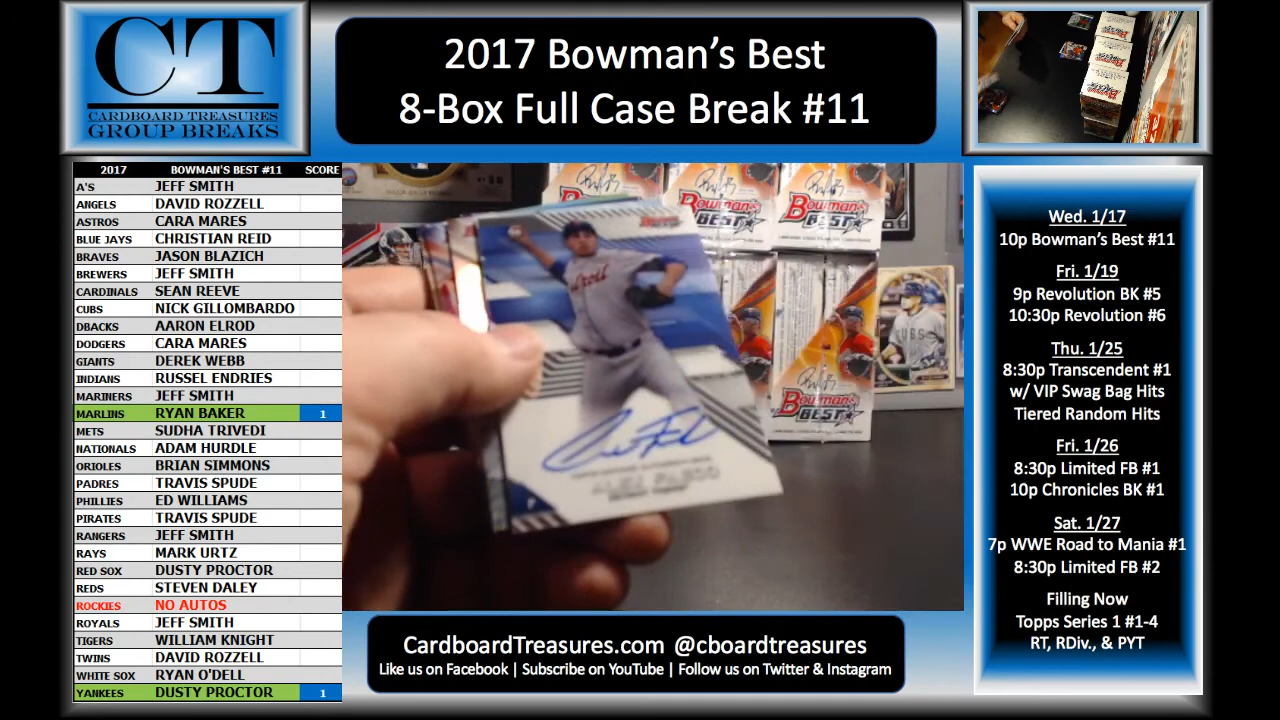 CT
CARDBOARD TREASURES
GROUP BREAKS
2017 Bowman's Best
8-Box Full Case Break #11
2017 BOWMAN'S BEST #11 SCORE
A'S JEFF SMITH
ANGELS DAVID ROZZELL
ASTROS CARA MARES
BLUE JAYS CHRISTIAN REID
BRAVES JASON BLAZICH
BREWERS JEFF SMITH
CARDINALS SEAN REEVE
CUBS NICK GILLOMBARDO
DBACKS AARON ELROD
DODGERS CARA MARES
GIANTS DEREK WEBB
INDIANS RUSSEL ENDRIES
MARINERS JEFF SMITH
MARLINS RYAN BAKER 1
METS SUDHA TRIVEDI
NATIONALS ADAM HURDLE
ORIOLES BRIAN SIMMONS
PADRES TRAVIS SPUDE
PHILLIES ED WILLIAMS
PIRATES TRAVIS SPUDE
RANGERS JEFF SMITH
RAYS MARK URTZ
RED SOX DUSTY PROCTOR
REDS STEVEN DALEY
ROCKIES NO AUTOS
ROYALS JEFF SMITH
TIGERS WILLIAM KNIGHT
TWINS DAVID ROZZELL
WHITE SOX RYAN O'DELL
YANKEES DUSTY PROCTOR 1
Bowman's
BEST
Bowman's
BEST
Bowman's
BEST
CUBS
CardboardTreasures.com @cboardtreasures
Like us on Facebook | Subscribe on YouTube | Follow us on Twitter & Instagram
Wed. 1/17
10p Bowman's Best #11
Fri. 1/19
9p Revolution BK #5
10:30p Revolution #6
Thu. 1/25
8:30p Transcendent #1
w/ VIP Swag Bag Hits
Tiered Random Hits
Fri. 1/26
8:30p Limited FB #1
10p Chronicles BK #1
Sat. 1/27
7p WWE Road to Mania #1
8:30p Limited FB #2
Filling Now
Topps Series 1 #1-4
RT, RDiv., & PYT